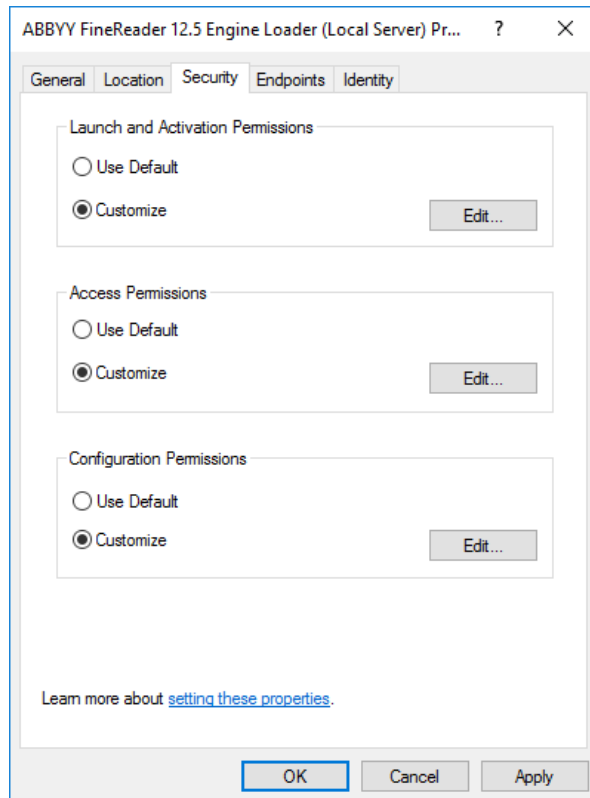 ABBYY FineReader 12.5 Engine Loader (Local Server) Pr... ? ×
General Location Security Endpoints Identity
Launch and Activation Permissions
Use Default
Customize
Edit...
Access Permissions
Use Default
Customize
Edit...
Configuration Permissions
Use Default
Customize
Edit...
Learn more about setting these properties.
OK Cancel Apply